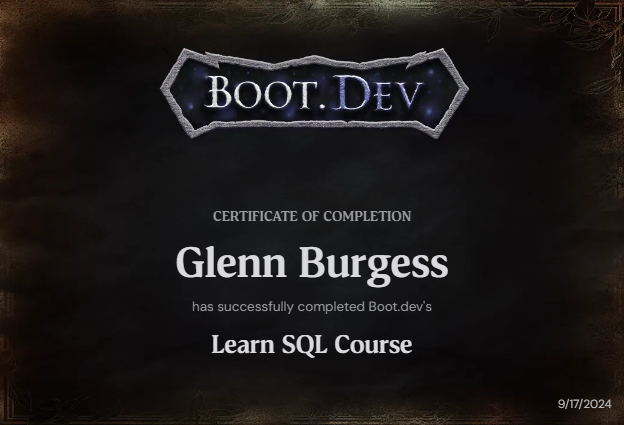 BOOT.DEV
CERTIFICATE OF COMPLETION
Glenn Burgess
has successfully completed Boot.dev's
Learn SQL Course
9/17/2024